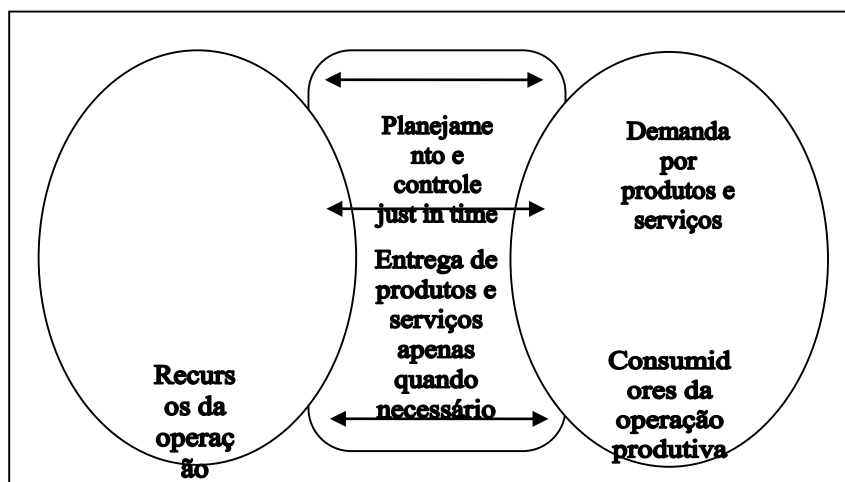 Planejame
nto e
controle
just in time
Entrega de
produtos e
serviços
apenas
quando
necessário
Demanda
por
produtos e
serviços
Recurs
os da
operaç
ão
Consumid
ores da
operação
produtiva